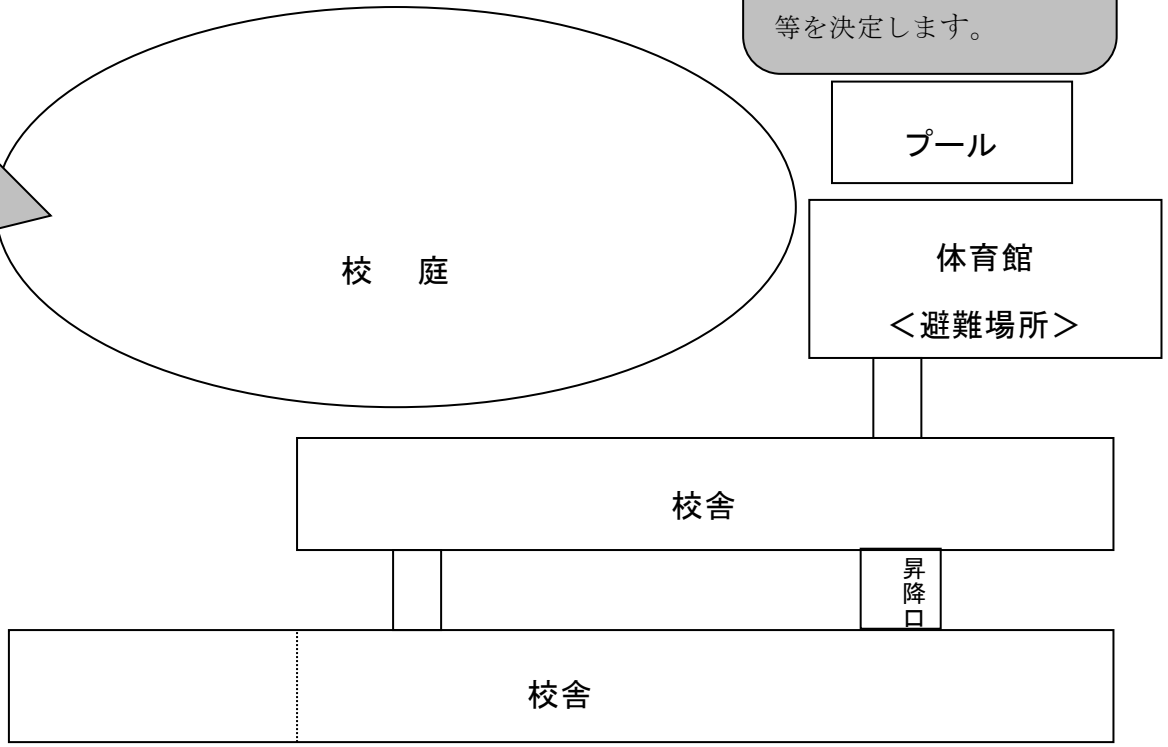 等を決定します。
プール
体育館
＜避難場所＞
校　庭
校舎
昇降口
校舎